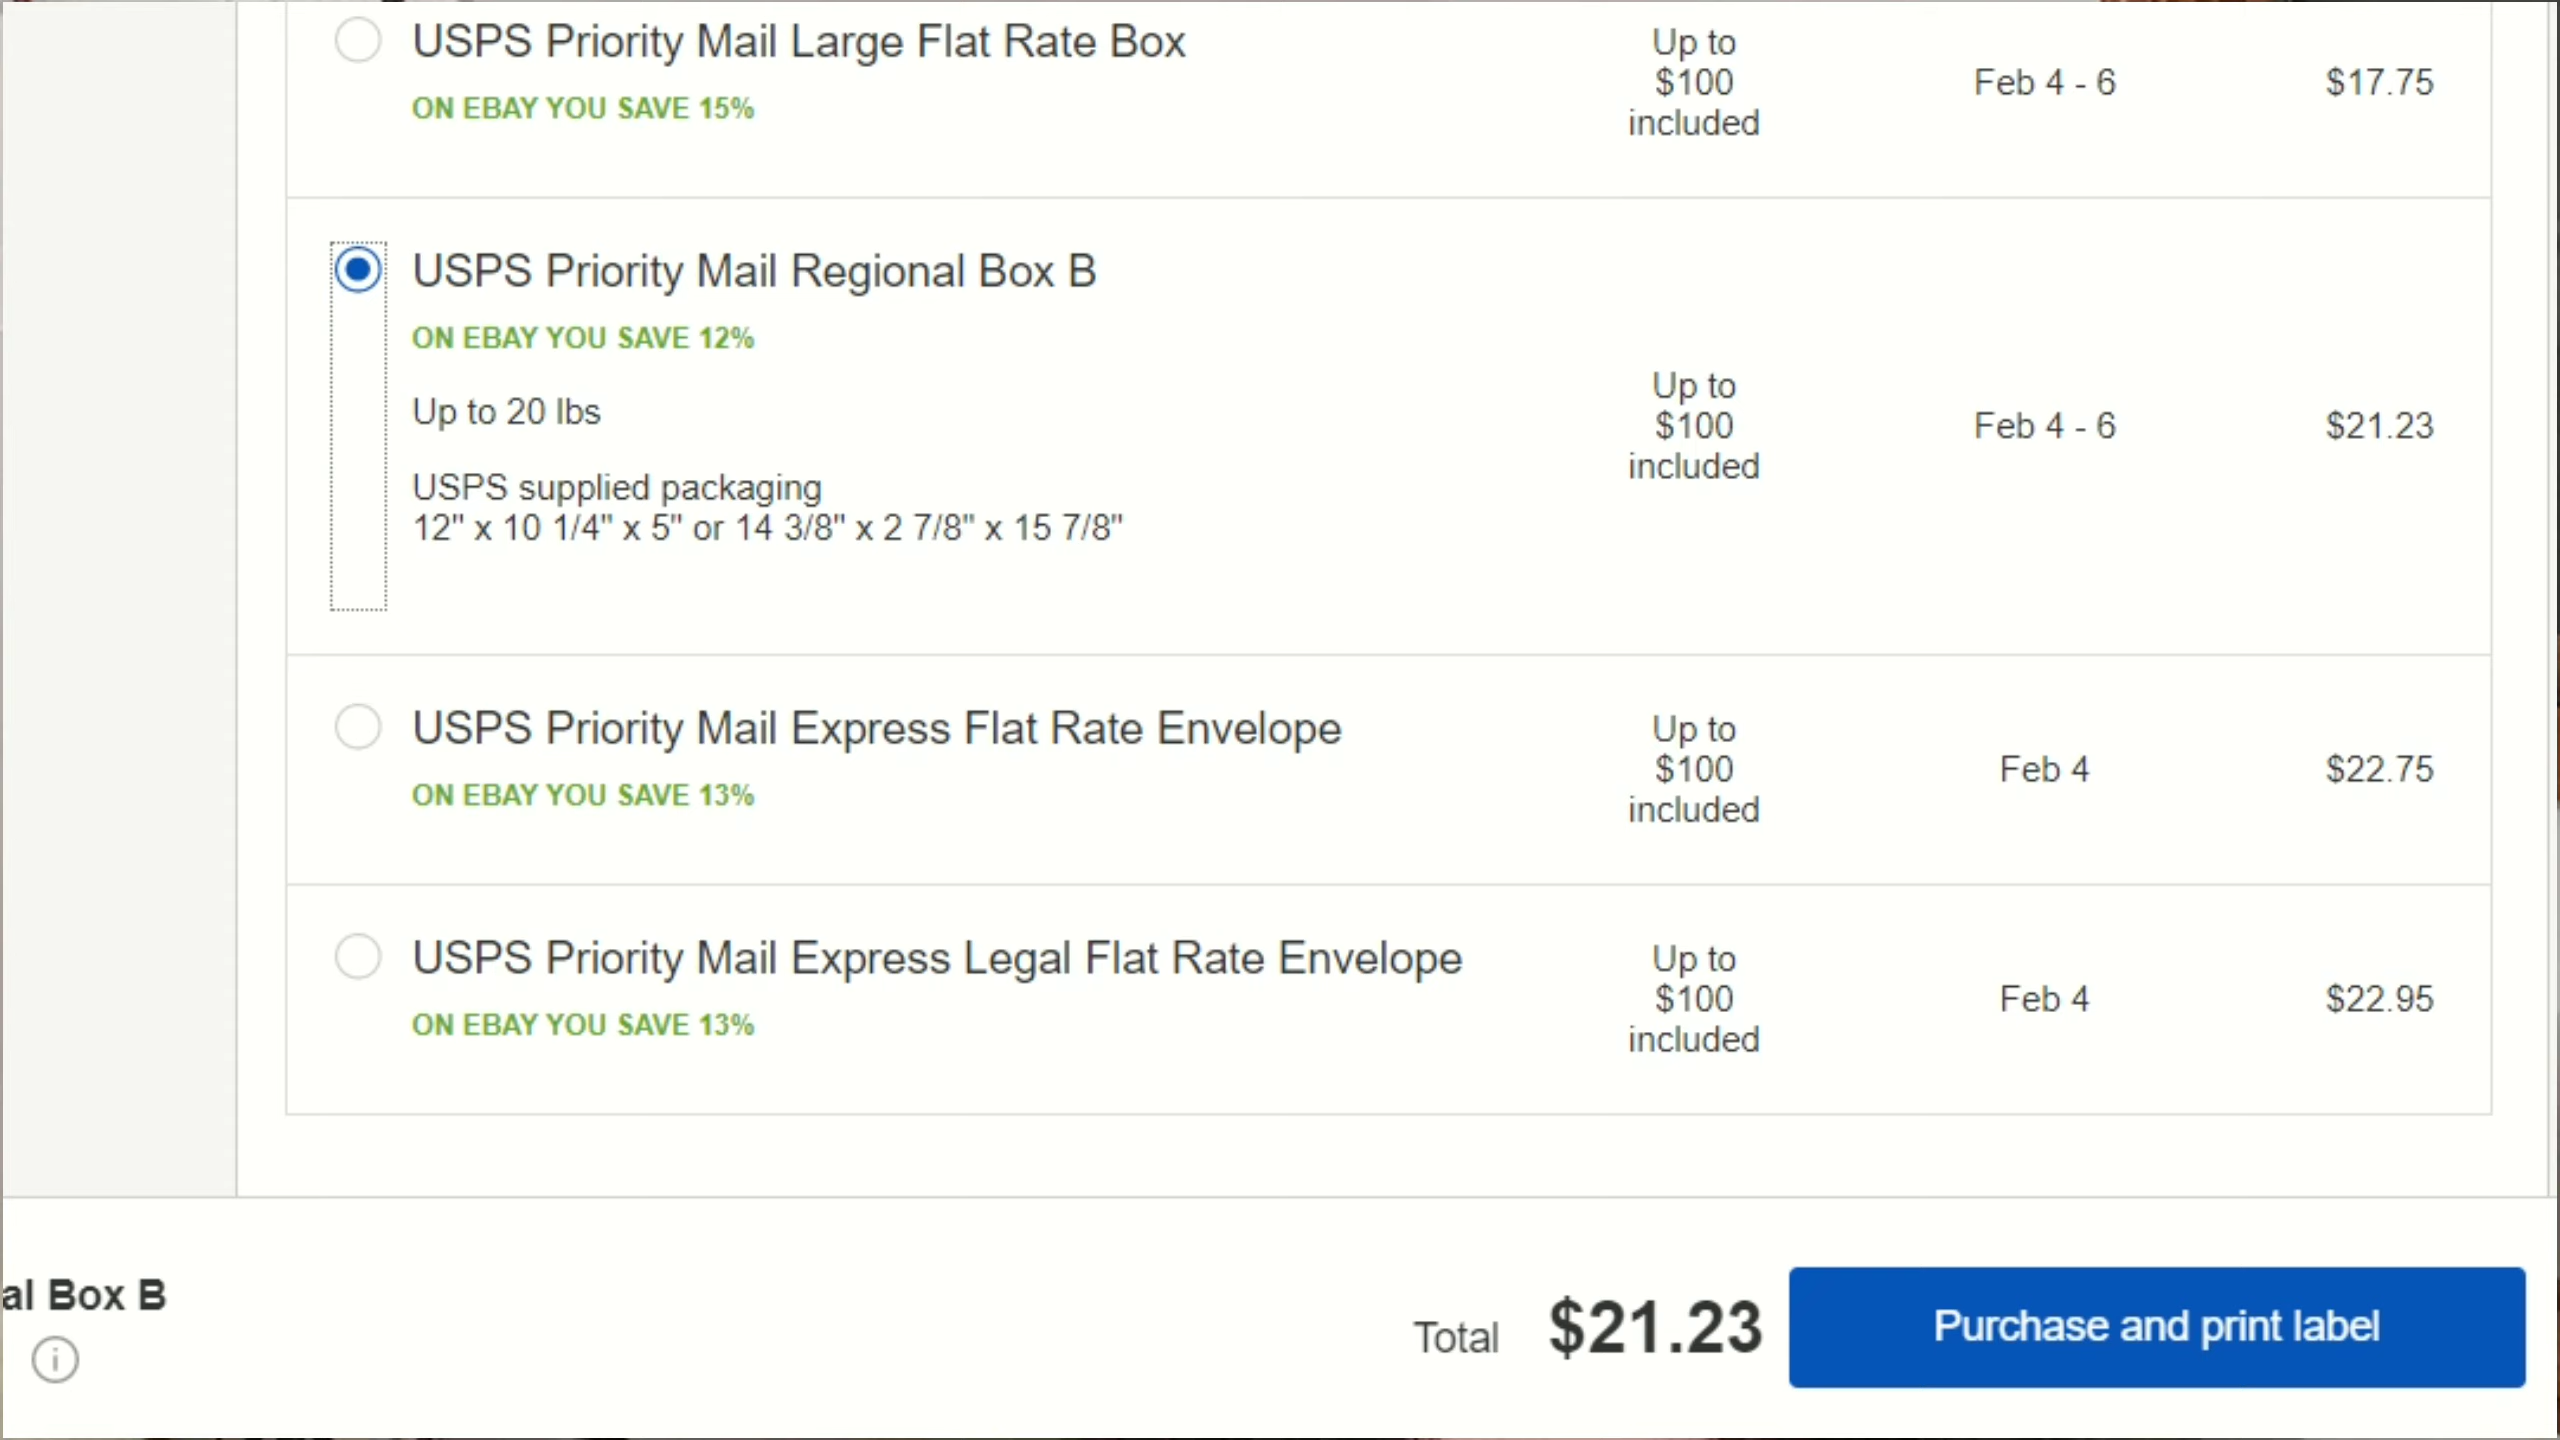 USPS Priority Mail Large Flat Rate Box
ON EBAY YOU SAVE 15%
Up to
$100
included
Feb 4 - 6
$17.75
USPS Priority Mail Regional Box B
ON EBAY YOU SAVE 12%
Up to 20 lbs
USPS supplied packaging
12" x 10 1/4" x 5" or 14 3/8" x 2 7/8" x 15 7/8"
Up to
$100
included
Feb 4 - 6
$21.23
USPS Priority Mail Express Flat Rate Envelope
ON EBAY YOU SAVE 13%
Up to
$100
included
Feb 4
$22.75
USPS Priority Mail Express Legal Flat Rate Envelope
ON EBAY YOU SAVE 13%
Up to
$100
included
Feb 4
$22.95
al Box B
Total $21.23
Purchase and print label